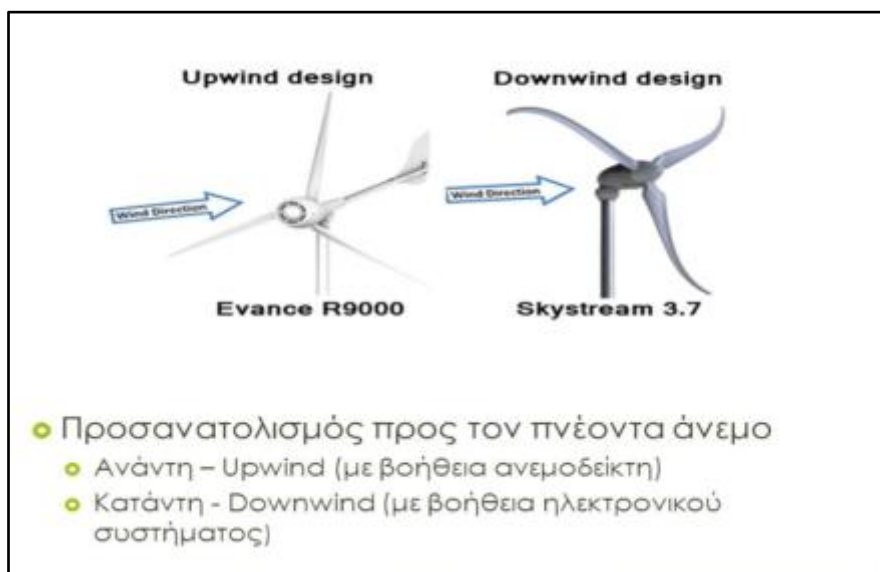 Upwind design
Downwind design
Wind Direction
Wind Direction
Evance R9000
Skystream 3.7
Προσανατολισμός προς τον πνέοντα άνεμο
Ανάντη – Upwind (με βοήθεια ανεμοδείκτη)
Κατάντη - Downwind (με βοήθεια ηλεκτρονικού
συστήματος)